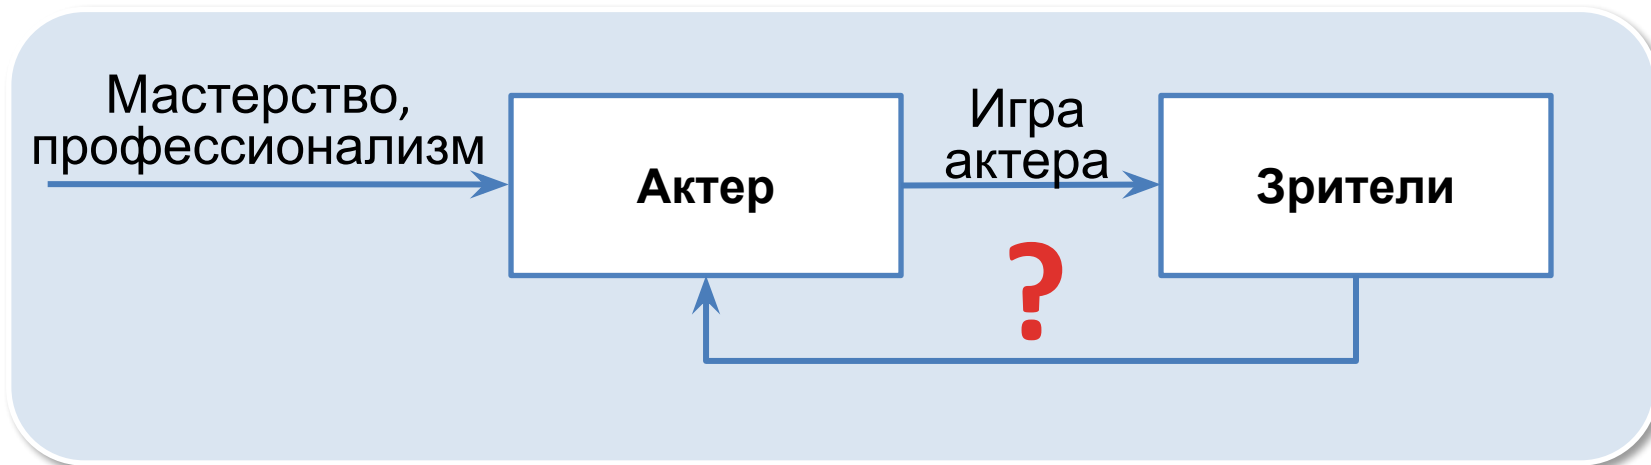 Мастерство,
профессионализм
Актер
Игра
актера
Зрители
?